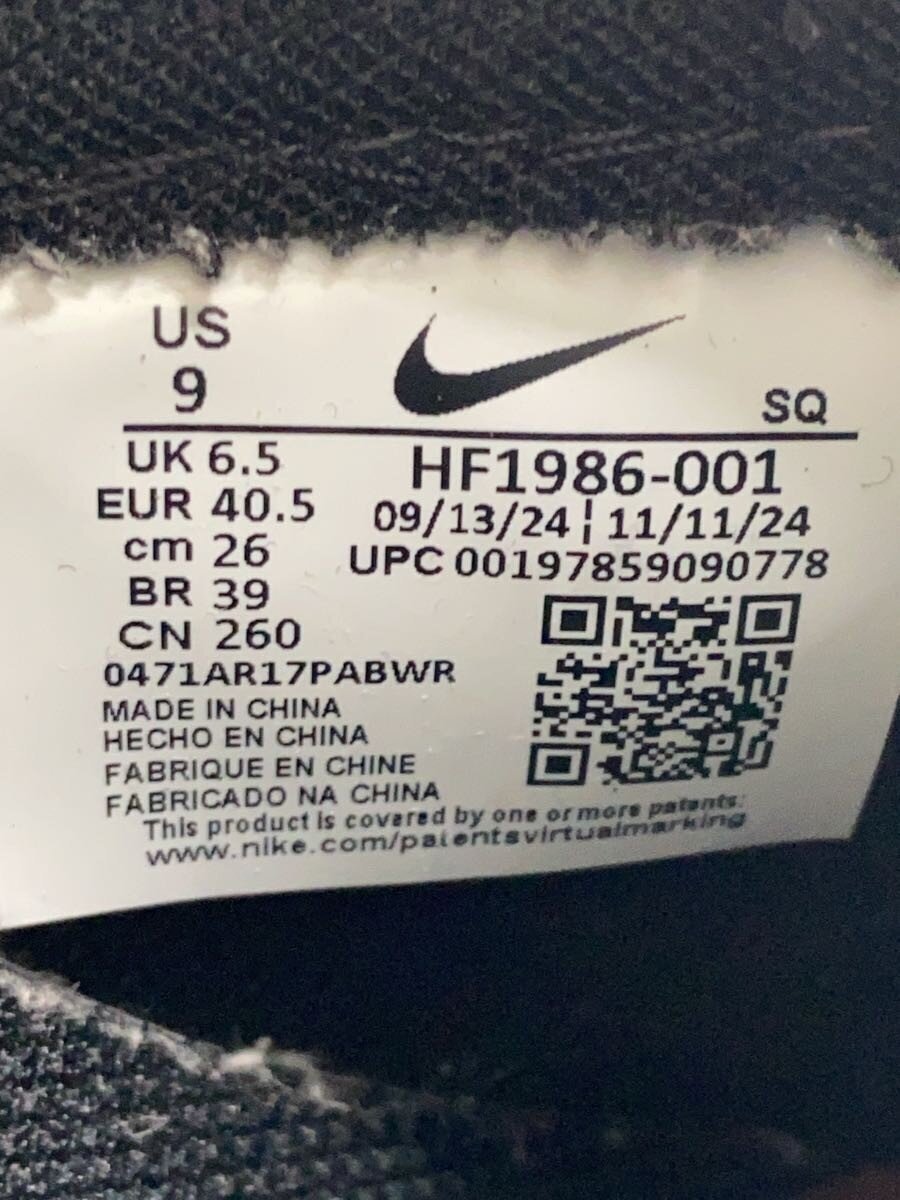 US
9
SQ
UK 6.5
EUR 40.5
cm 26
BR 39
CN 260
HF1986-001
09/13/24 ¦ 11/11/24
UPC 00197859090778
0471AR17PABWR
MADE IN CHINA
HECHO EN CHINA
FABRIQUE EN CHINE
FABRICADO NA CHINA
This product is covered by one or more patents:
www.nike.com/patentsvirtualmarking